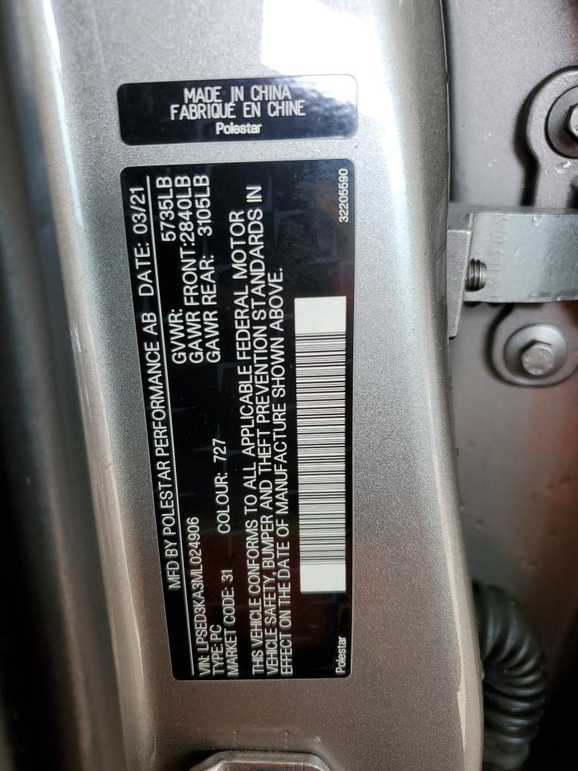 MADE IN CHINA
FABRIQUÉ EN CHINE
Polestar
MFD BY POLESTAR PERFORMANCE AB DATE: 03/21
GVWR: 5735LB
GAWR FRONT:2840LB
GAWR REAR: 3105LB
VIN: LPSED3KA3ML024906
TYPE:PC
MARKET CODE: 31 COLOUR: 727
THIS VEHICLE CONFORMS TO ALL APPLICABLE FEDERAL MOTOR
VEHICLE SAFETY, BUMPER AND THEFT PREVENTION STANDARDS IN
EFFECT ON THE DATE OF MANUFACTURE SHOWN ABOVE.
Polestar
32205590